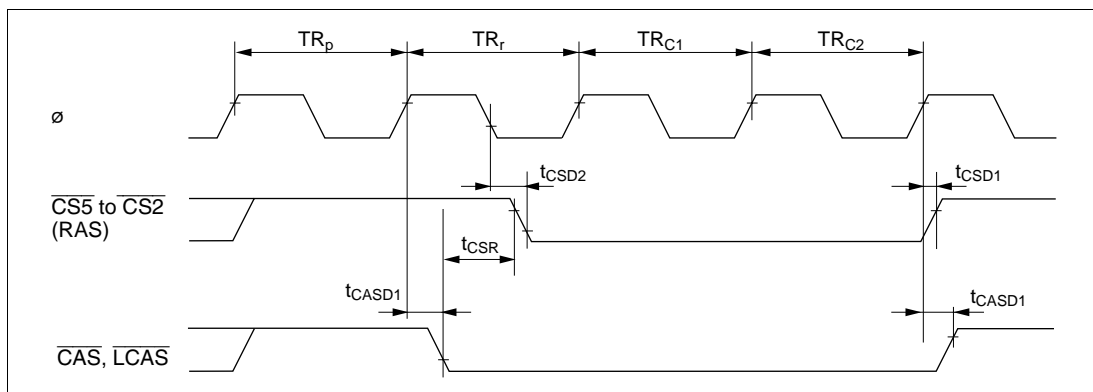 TRp TRr TRC1 TRC2
ø
tCSD2 tCSD1
CS5 to CS2
(RAS)
tCSR
tCASD1 tCASD1
CAS, LCAS